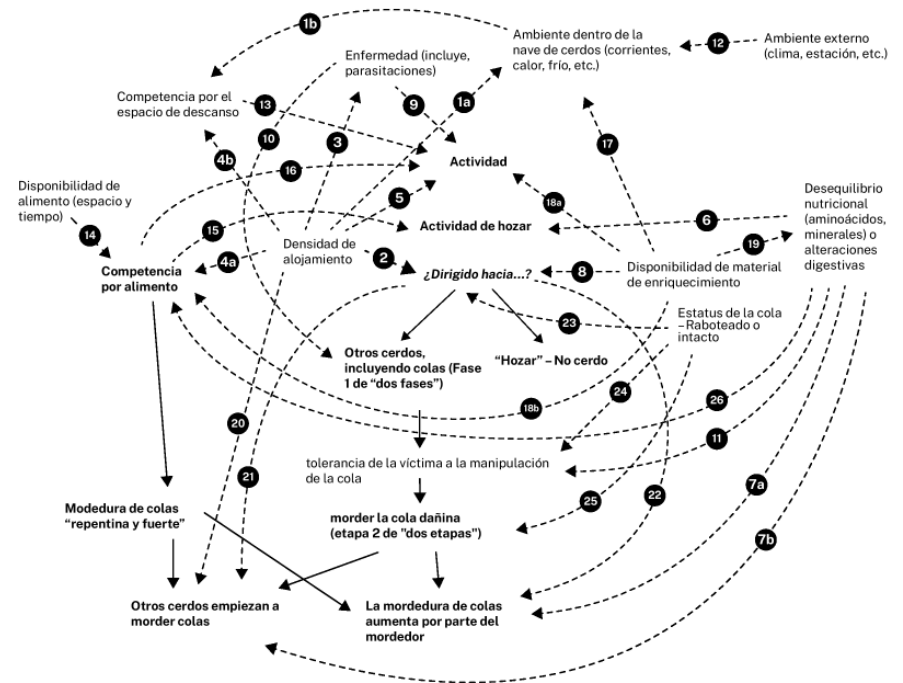 1b
Ambiente dentro de la
nave de cerdos (corrientes,
calor, frío, etc.)
12
Ambiente externo
(clima, estación, etc.)
Enfermedad (incluye,
parasitaciones)
Competencia por el
espacio de descanso
13
9
1a
10
3
17
4b
16
Actividad
Disponibilidad de
alimento (espacio y
tiempo)
14
15
5
18a
Desequilibrio
nutricional
(aminoácidos,
minerales) o
alteraciones
digestivas
6
Actividad de hozar
19
Densidad de
alojamiento
4a
2
Competencia
por alimento
¿Dirigido hacia...?
8
Disponibilidad de material
de enriquecimiento
23
Estatus de la cola
– Raboteado o
intacto
Otros cerdos,
incluyendo colas (Fase
1 de “dos fases”)
“Hozar” – No cerdo
24
18b
26
20
11
21
tolerancia de la víctima a la manipulación
de la cola
22
7a
25
Modedura de colas
“repentina y fuerte”
morder la cola dañina
(etapa 2 de "dos etapas")
7b
Otros cerdos empiezan a
morder colas
La mordedura de colas
aumenta por parte del
mordedor